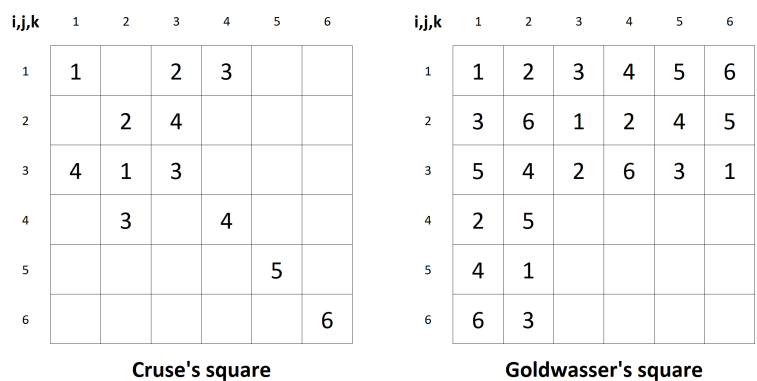 i,j,k 1 2 3 4 5 6
1 1 2 3
2 2 4
3 4 1 3
4 3 4
5 5
6 6
Cruse's square
i,j,k 1 2 3 4 5 6
1 1 2 3 4 5 6
2 3 6 1 2 4 5
3 5 4 2 6 3 1
4 2 5
5 4 1
6 6 3
Goldwasser's square